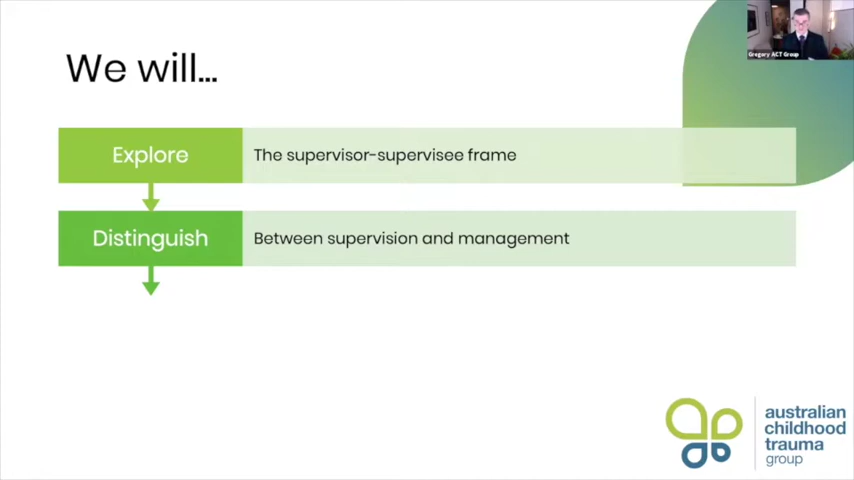 We will...
Gregory ACT Group
Explore
The supervisor-supervisee frame
Distinguish
Between supervision and management
australian
childhood
trauma
group